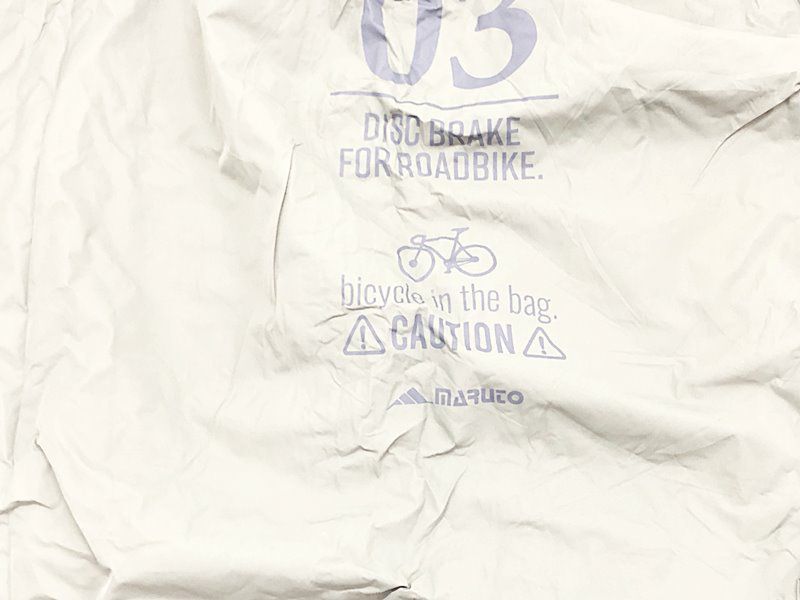 03
DISC BRAKE
FOR ROADBIKE.
bicycle in the bag.
CAUTION
MARUTO